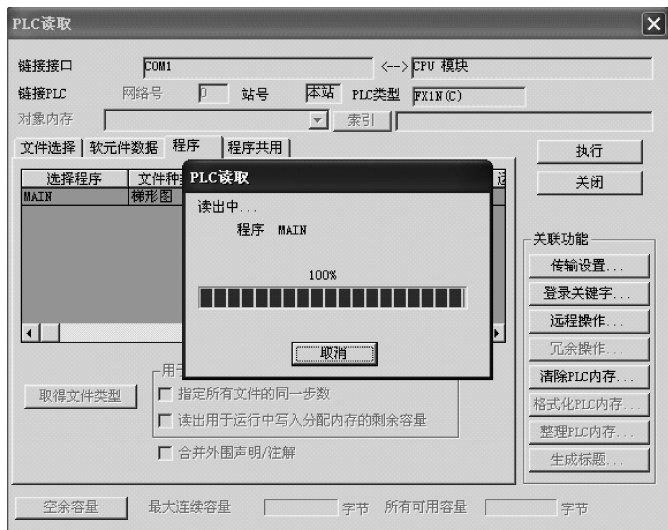 PLC读取
链接接口 COM1 <--> CPU 模块
链接PLC 网络号 0 站号 本站 PLC类型 FX1N(C)
对象内存 索引
文件选择 软元件数据 程序 程序共用
执行
关闭
选择程序 文件种
MAIN 梯形图
PLC读取
读出中...
程序 MAIN
100%
取消
关联功能
传输设置...
登录关键字...
远程操作...
冗余操作...
清除PLC内存...
格式化PLC内存...
整理PLC内存...
生成标题...
取得文件类型
用于
指定所有文件的同一步数
读出用于运行中写入分配内存的剩余容量
合并外围声明/注解
空余容量 最大连续容量 字节 所有可用容量 字节